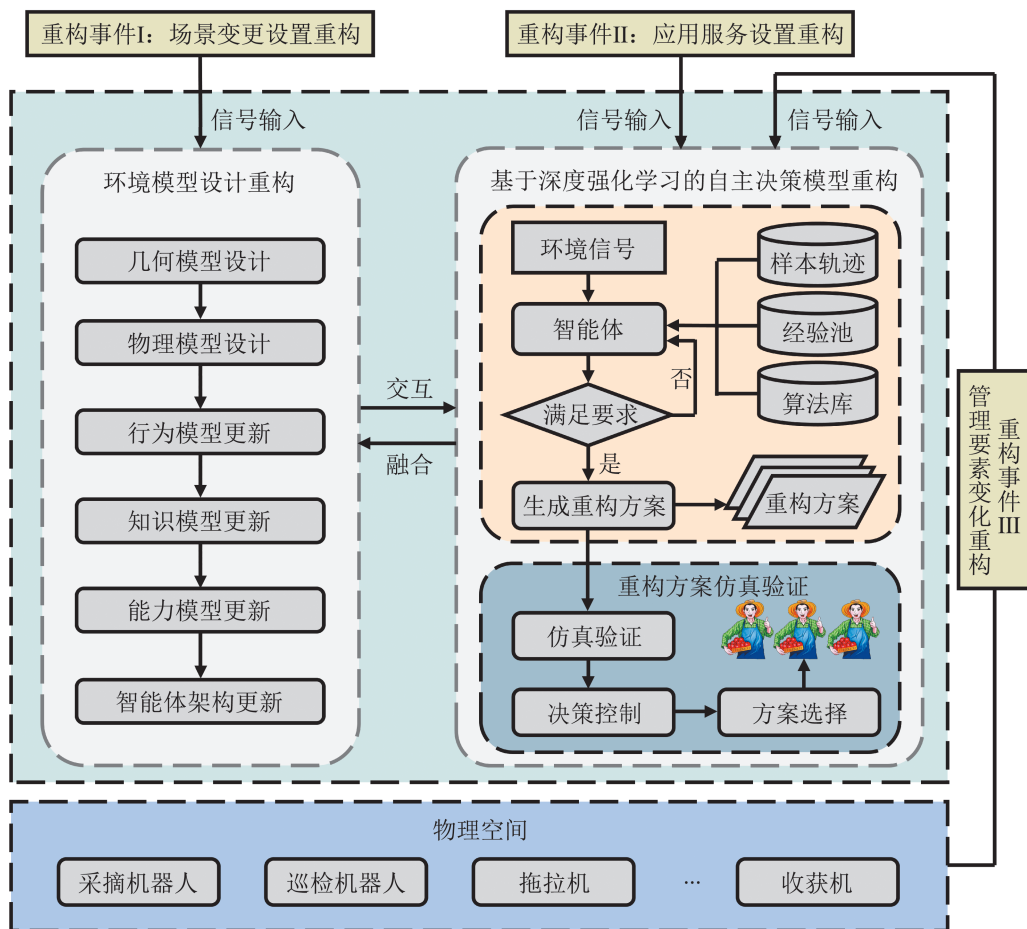 重构事件I：场景变更设置重构
重构事件II：应用服务设置重构
信号输入
信号输入
信号输入
环境模型设计重构
几何模型设计
物理模型设计
行为模型更新
知识模型更新
能力模型更新
智能体架构更新
交互
融合
基于深度强化学习的自主决策模型重构
环境信号
智能体
满足要求
否
是
生成重构方案
样本轨迹
经验池
算法库
重构方案
重构方案仿真验证
仿真验证
决策控制
方案选择
重构事件III
管理要素变化重构
物理空间
采摘机器人
巡检机器人
拖拉机
...
收获机